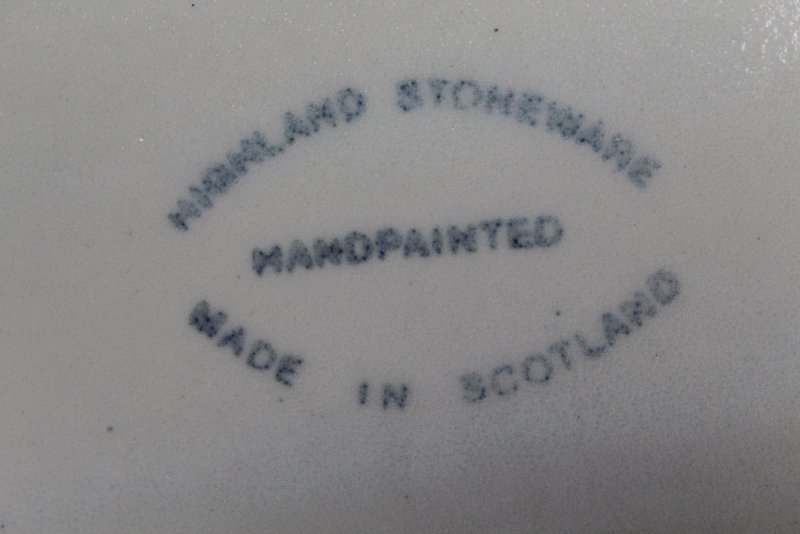 HIGHLAND STONEWARE
HANDPAINTED
MADE IN SCOTLAND